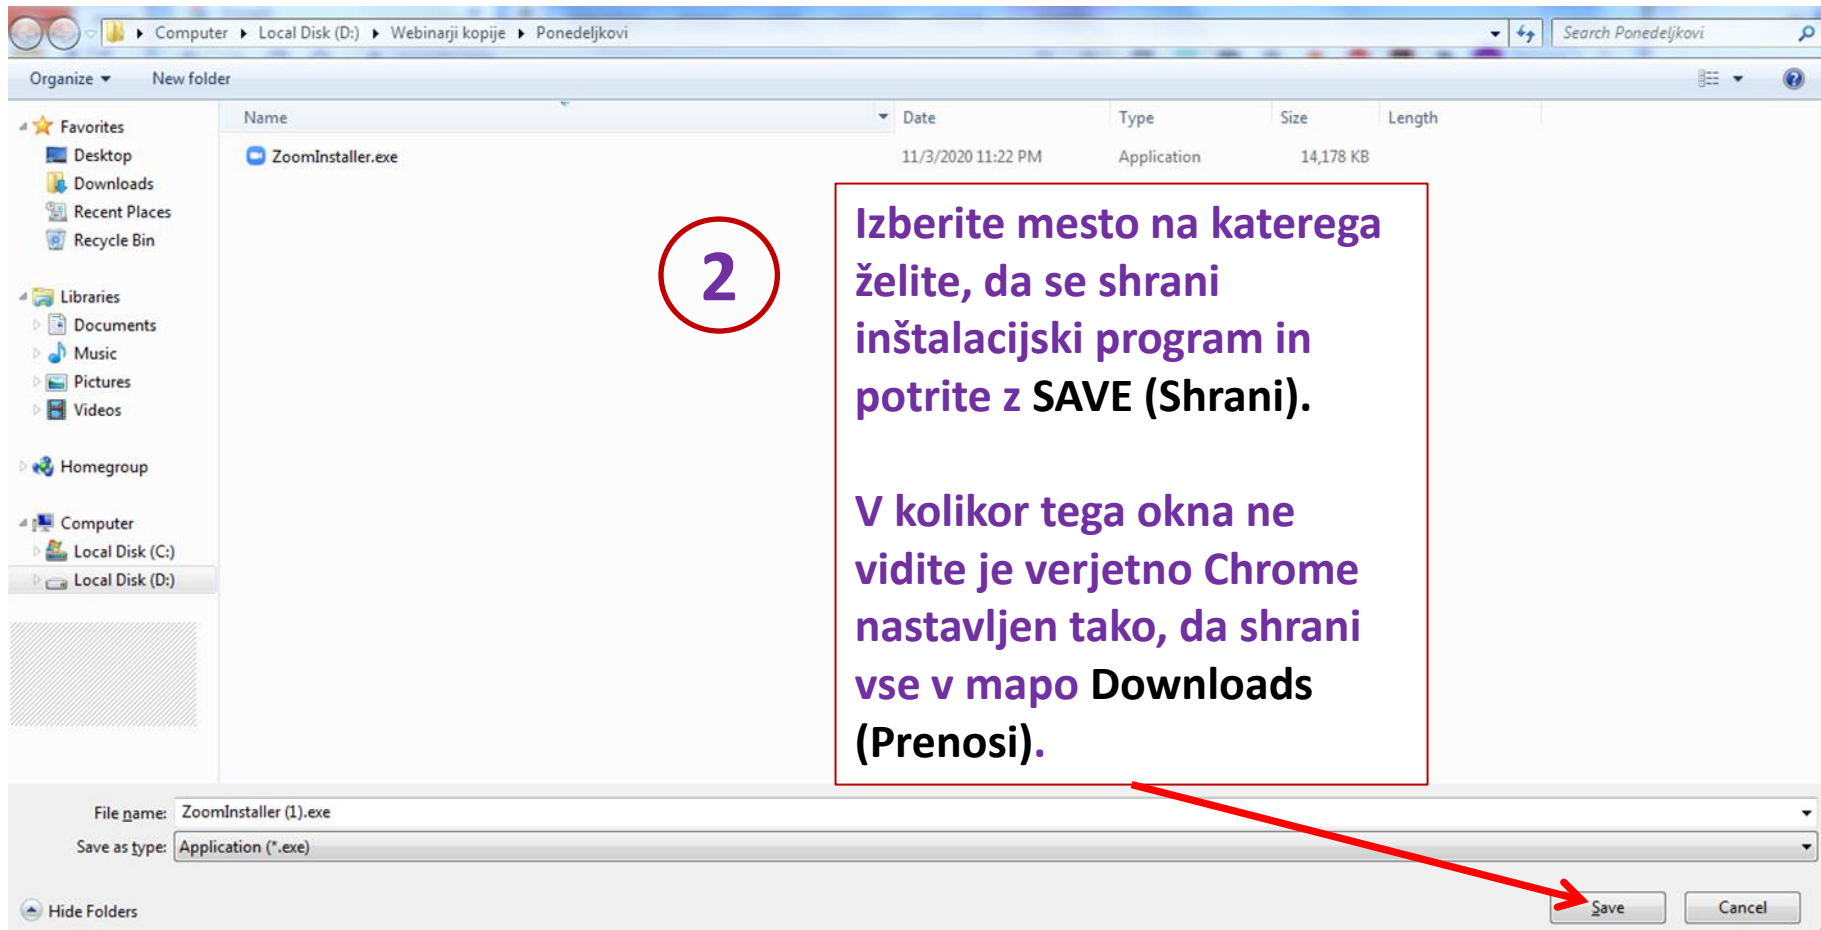 Computer ▸ Local Disk (D:) ▸ Webinarji kopije ▸ Ponedeljkovi
Search Ponedeljkovi
Organize New folder
Name Date Type Size Length
ZoomInstaller.exe 11/3/2020 11:22 PM Application 14,178 KB
Favorites
Desktop
Downloads
Recent Places
Recycle Bin
Libraries
Documents
Music
Pictures
Videos
Homegroup
Computer
Local Disk (C:)
Local Disk (D:)
2
Izberite mesto na katerega
želite, da se shrani
inštalacijski program in
potrite z SAVE (Shrani).
V kolikor tega okna ne
vidite je verjetno Chrome
nastavljen tako, da shrani
vse v mapo Downloads
(Prenosi).
File name: ZoomInstaller (1).exe
Save as type: Application (*.exe)
Hide Folders
Save Cancel